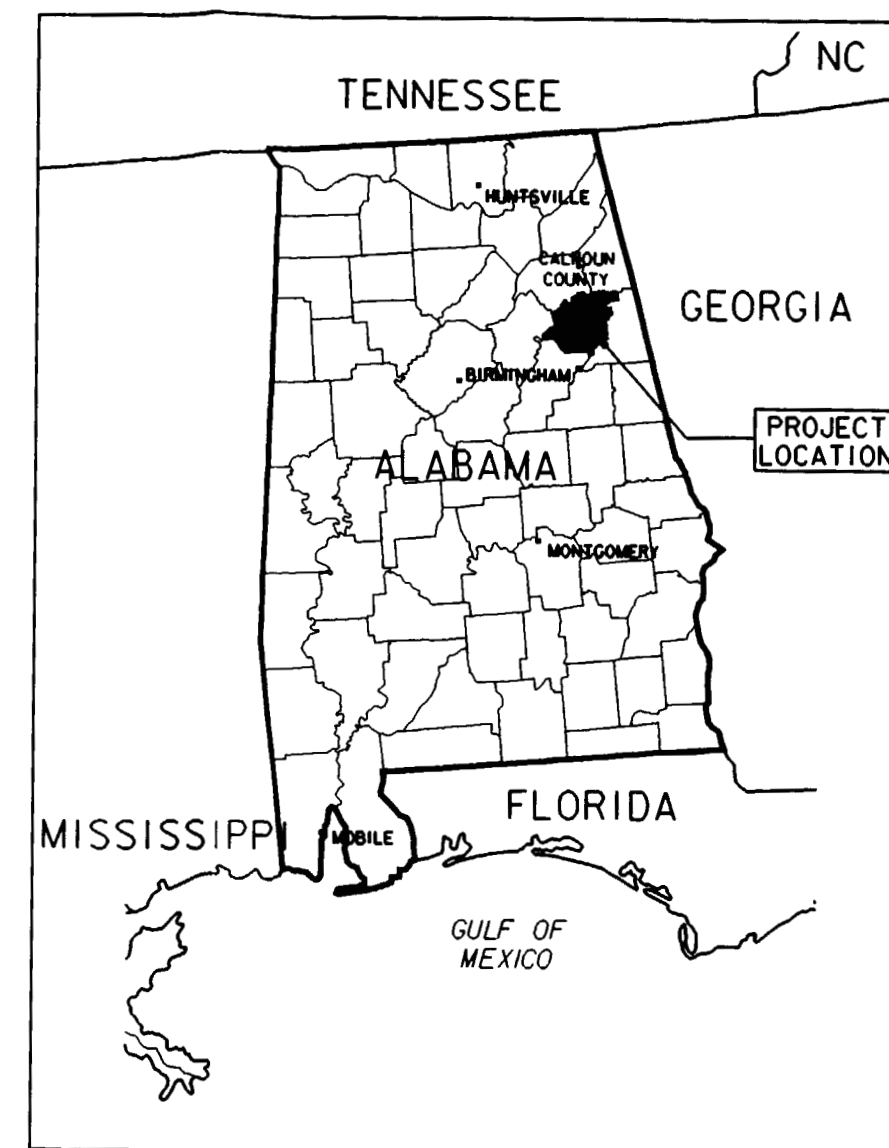 NC
TENNESSEE
HUNTSVILLE
CALHOUN
COUNTY
GEORGIA
BIRMINGHAM
PROJECT
LOCATION
ALABAMA
MONTGOMERY
FLORIDA
MISSISSIPPI
MOBILE
GULF OF
MEXICO